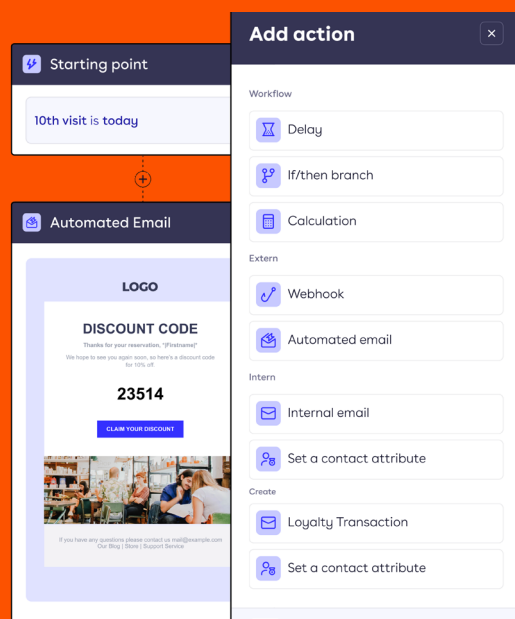 Starting point
10th visit is today
Automated Email
LOGO
DISCOUNT CODE
Thanks for your reservation, *|Firstname|*
We hope to see you again soon, so here's a discount code
for 10% off.
23514
CLAIM YOUR DISCOUNT
If you have any questions please contact us mail@example.com
Our Blog | Store | Support Service
Add action
Workflow
Delay
If/then branch
Calculation
Extern
Webhook
Automated email
Intern
Internal email
Set a contact attribute
Create
Loyalty Transaction
Set a contact attribute